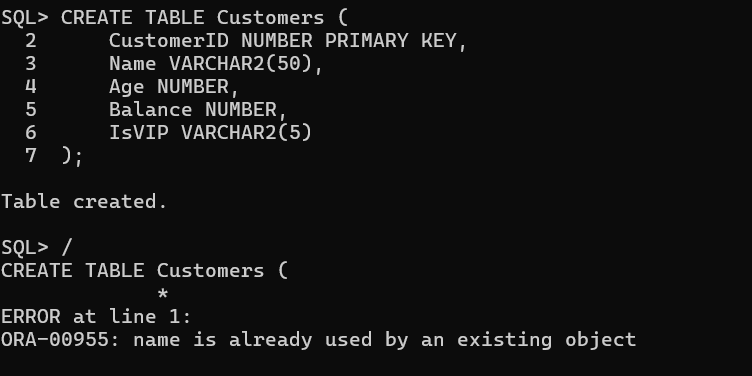 SQL> CREATE TABLE Customers (
  2      CustomerID NUMBER PRIMARY KEY,
  3      Name VARCHAR2(50),
  4      Age NUMBER,
  5      Balance NUMBER,
  6      IsVIP VARCHAR2(5)
  7  );
Table created.
SQL> /
CREATE TABLE Customers (
             *
ERROR at line 1:
ORA-00955: name is already used by an existing object